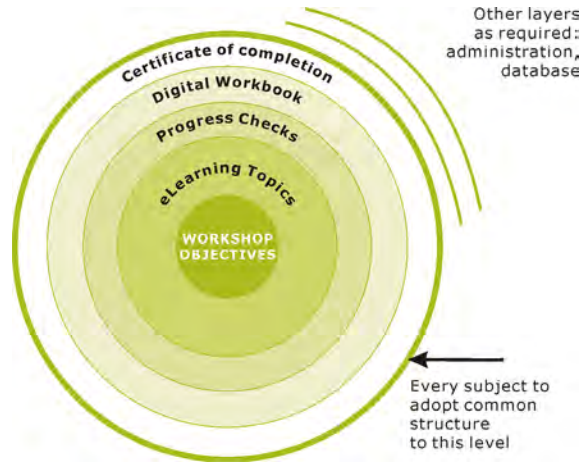 Other layers
as required:
administration,
database
Certificate of completion
Digital Workbook
Progress Checks
eLearning Topics
WORKSHOP
OBJECTIVES
Every subject to
adopt common
structure
to this level